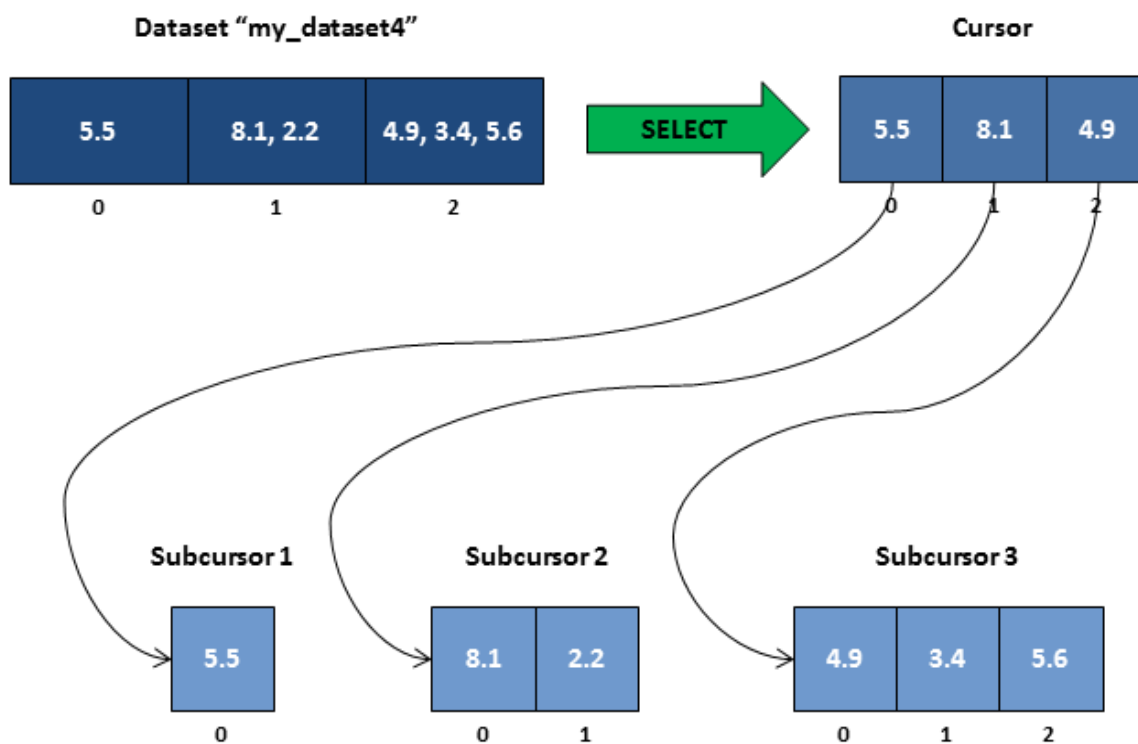 Dataset “my_dataset4” Cursor
5.5 8.1, 2.2 4.9, 3.4, 5.6 SELECT 5.5 8.1 4.9
0 1 2 0 1 2
Subcursor 1 Subcursor 2 Subcursor 3
5.5 8.1 2.2 4.9 3.4 5.6
0 0 1 0 1 2